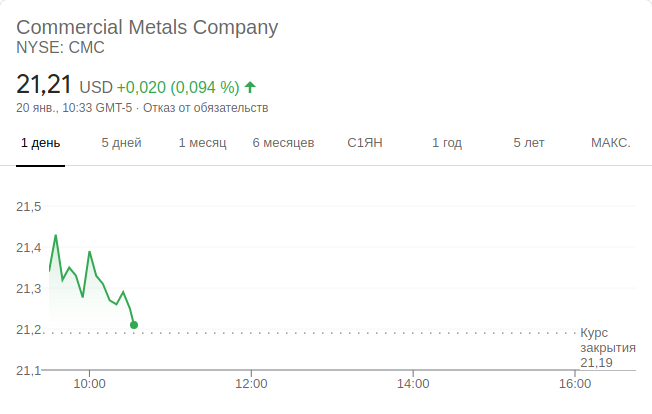 Commercial Metals Company
NYSE: CMC
21,21 USD +0,020 (0,094 %)
20 янв., 10:33 GMT-5 · Отказ от обязательств
1 день 5 дней 1 месяц 6 месяцев С1ЯН 1 год 5 лет МАКС.
21,5
21,4
21,3
21,2
Курс
закрытия
21,19
21,1
10:00 12:00 14:00 16:00